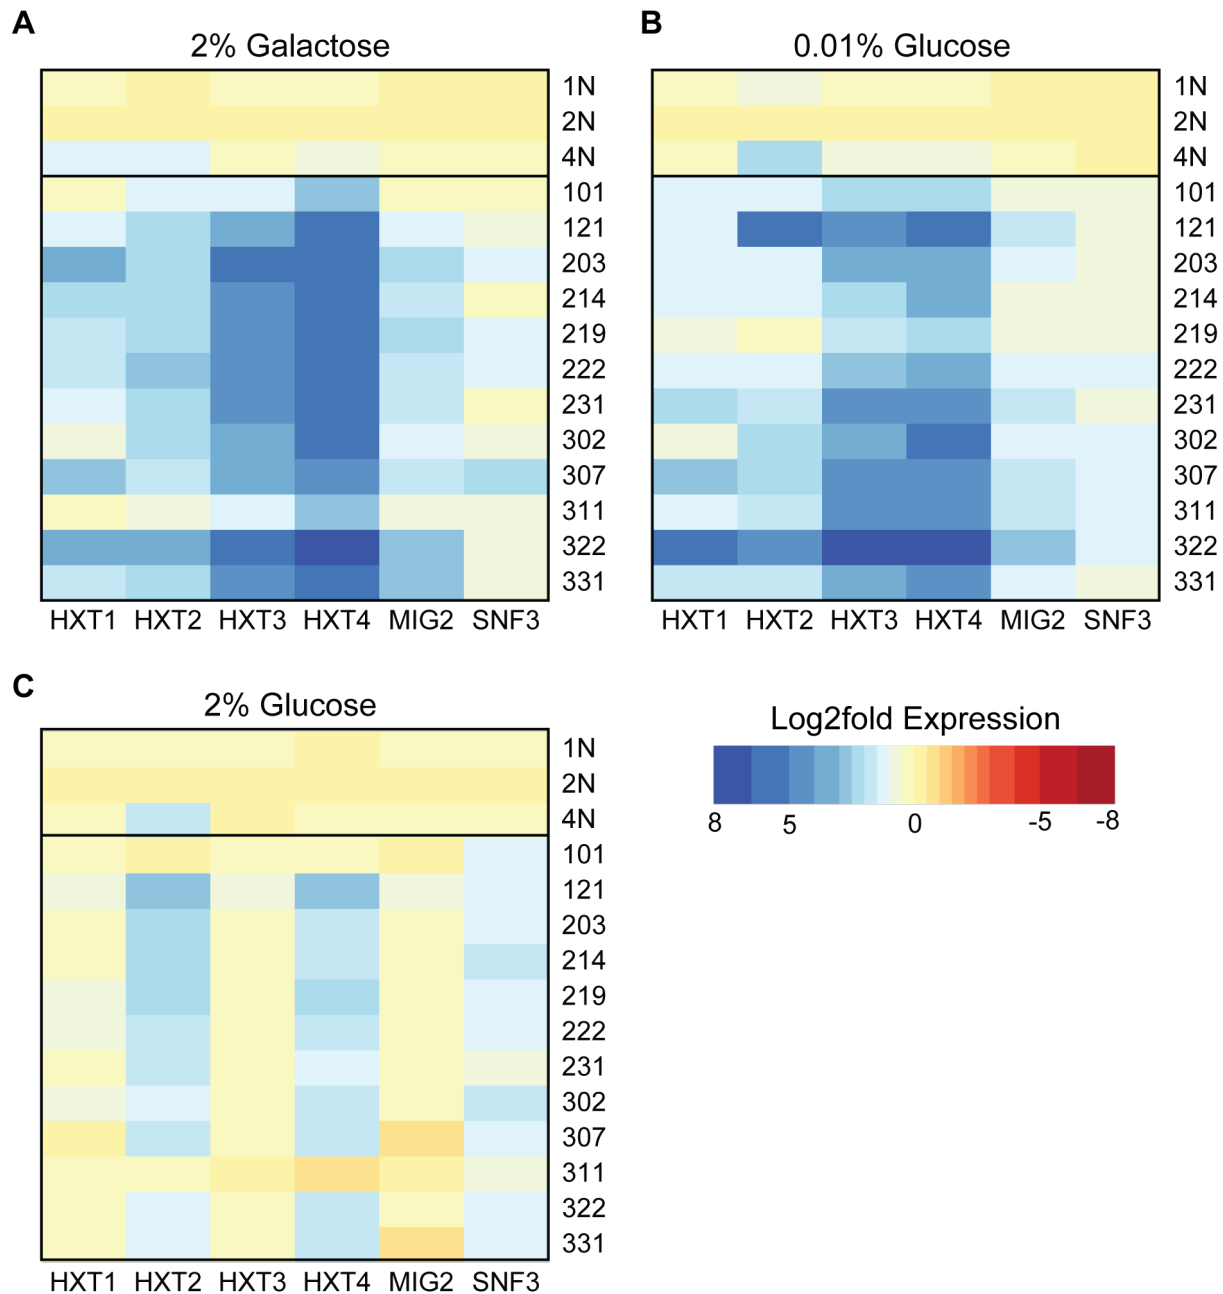 A
2% Galactose
1N
2N
4N
101
121
203
214
219
222
231
302
307
311
322
331
HXT1 HXT2 HXT3 HXT4 MIG2 SNF3
B
0.01% Glucose
1N
2N
4N
101
121
203
214
219
222
231
302
307
311
322
331
HXT1 HXT2 HXT3 HXT4 MIG2 SNF3
C
2% Glucose
1N
2N
4N
101
121
203
214
219
222
231
302
307
311
322
331
HXT1 HXT2 HXT3 HXT4 MIG2 SNF3
Log2fold Expression
8 5 0 -5 -8